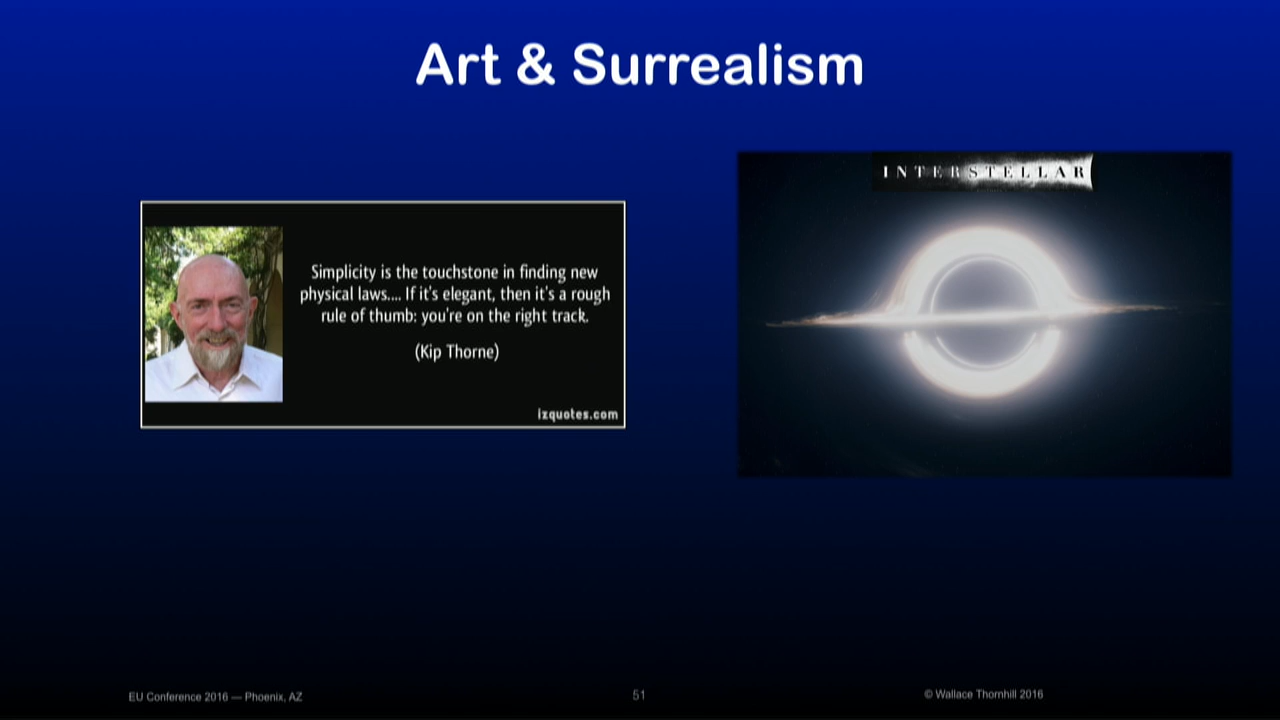 Art & Surrealism
INTERSTELLAR
Simplicity is the touchstone in finding new
physical laws.... If it's elegant, then it's a rough
rule of thumb: you're on the right track.
(Kip Thorne)
izquotes.com
EU Conference 2016 — Phoenix, AZ
51
© Wallace Thornhill 2016